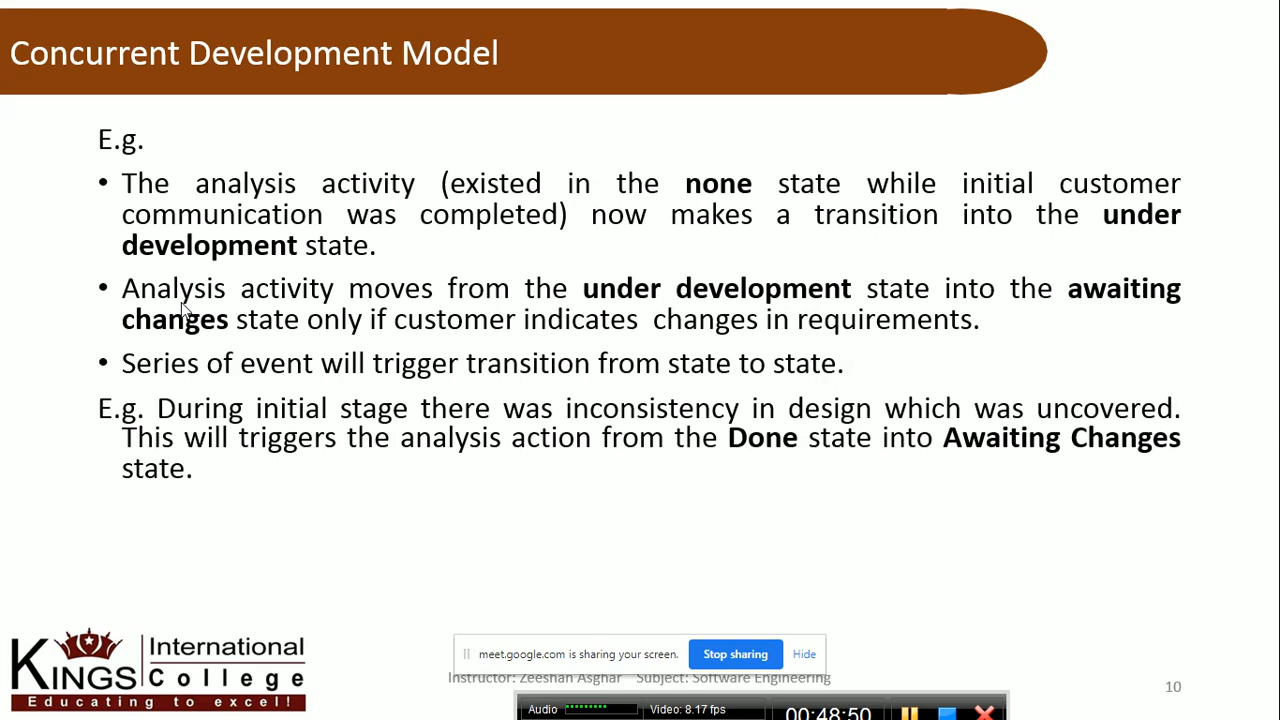 Concurrent Development Model
E.g.
• The analysis activity (existed in the none state while initial customer
communication was completed) now makes a transition into the under
development state.
• Analysis activity moves from the under development state into the awaiting
changes state only if customer indicates  changes in requirements.
• Series of event will trigger transition from state to state.
E.g. During initial stage there was inconsistency in design which was uncovered.
This will triggers the analysis action from the Done state into Awaiting Changes
state.
KINGS International College
Educating to excel!
meet.google.com is sharing your screen. Stop sharing Hide
Instructor: Zeeshan Asghar Subject: Software Engineering
10
Audio Video: 8.17 fps 00:48:50